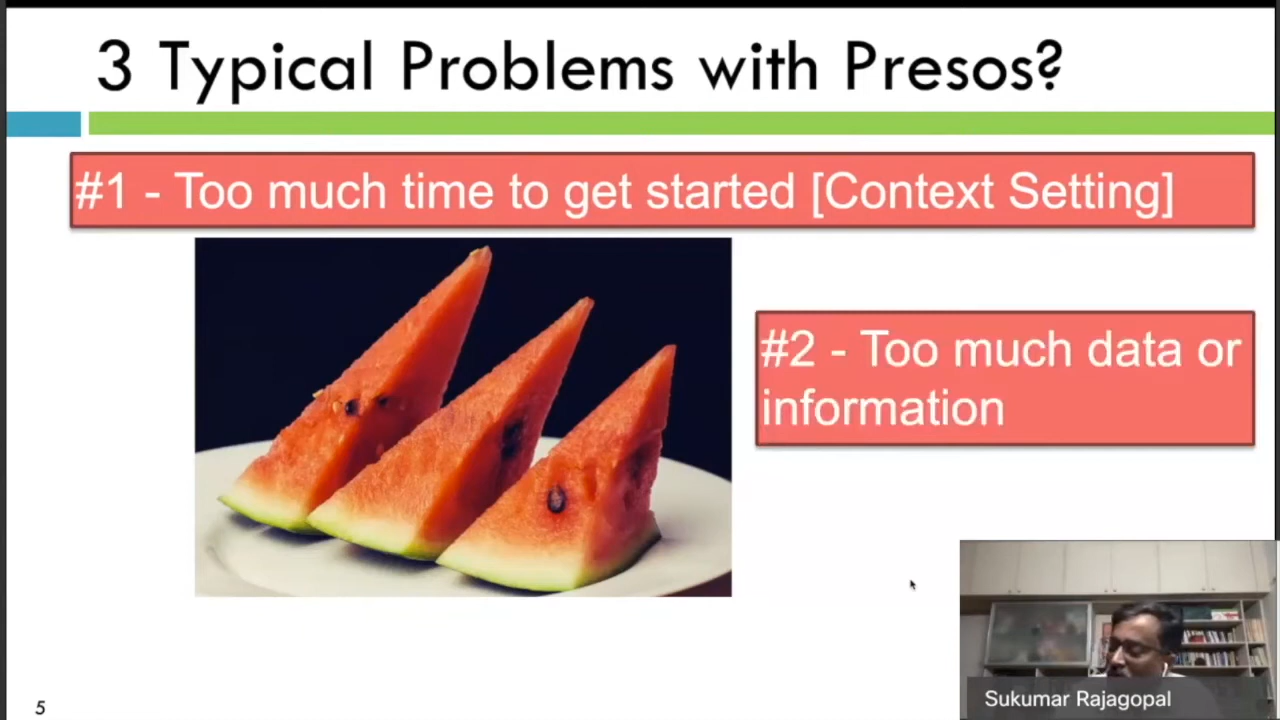 3 Typical Problems with Presos?
#1 - Too much time to get started [Context Setting]
#2 - Too much data or
information
Sukumar Rajagopal
5